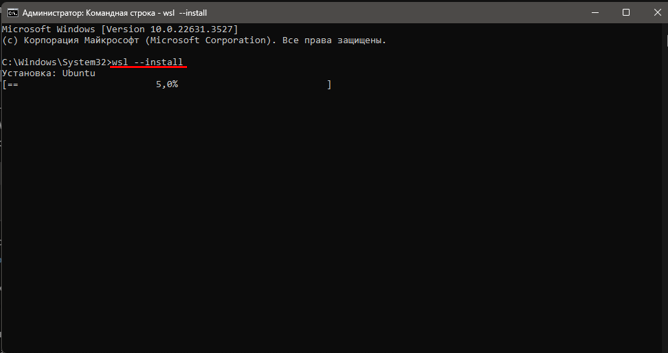 Администратор: Командная строка - wsl --install
Microsoft Windows [Version 10.0.22631.3527]
(c) Корпорация Майкрософт (Microsoft Corporation). Все права защищены.
C:\Windows\System32>wsl --install
Установка: Ubuntu
[== 5,0% ]